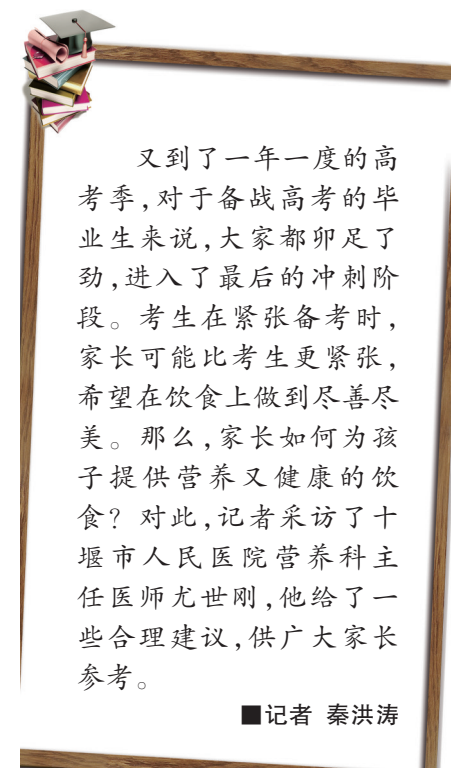 又到了一年一度的高
考季,对于备战高考的毕
业生来说,大家都卯足了
劲,进入了最后的冲刺阶
段。考生在紧张备考时,
家长可能比考生更紧张,
希望在饮食上做到尽善尽
美。那么,家长如何为孩
子提供营养又健康的饮
食？对此,记者采访了十
堰市人民医院营养科主
任医师尤世刚,他给了一
些合理建议,供广大家长
参考。
■记者 秦洪涛